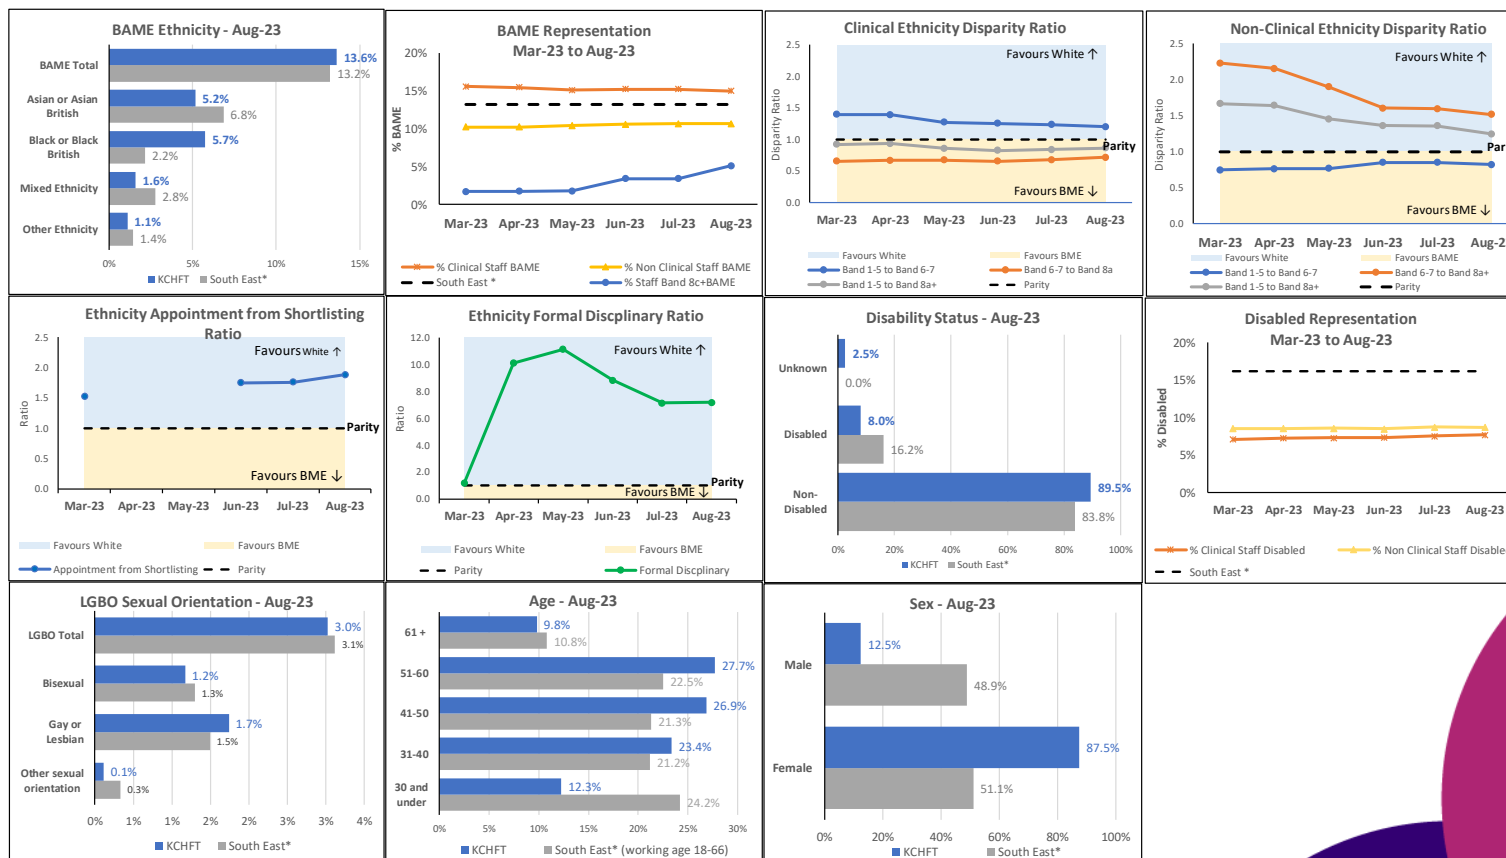 BAME Ethnicity - Aug-23
BAME Total
13.6%
13.2%
Asian or Asian
British
5.2%
6.8%
Black or Black
British
5.7%
2.2%
Mixed Ethnicity
1.6%
2.8%
Other Ethnicity
1.1%
1.4%
0% 5% 10% 15%
KCHFT South East*
BAME Representation
Mar-23 to Aug-23
% BAME
20%
15%
10%
5%
0%
Mar-23 Apr-23 May-23 Jun-23 Jul-23 Aug-23
% Clinical Staff BAME % Non Clinical Staff BAME
South East * % Staff Band 8c+BAME
Clinical Ethnicity Disparity Ratio
Disparity Ratio
2.5
2.0
1.5
1.0
0.5
0.0
Favours White ↑
Parity
Favours BME ↓
Mar-23 Apr-23 May-23 Jun-23 Jul-23 Aug-23
Favours White Favours BME
Band 1-5 to Band 6-7 Band 6-7 to Band 8a
Band 1-5 to Band 8a+ Parity
Non-Clinical Ethnicity Disparity Ratio
Disparity Ratio
2.5
2.0
1.5
1.0
0.5
0.0
Favours White ↑
Par
Favours BME ↓
Mar-23 Apr-23 May-23 Jun-23 Jul-23 Aug-2
Favours White Favours BAME
Band 1-5 to Band 6-7 Band 6-7 to Band 8a+
Band 1-5 to Band 8a+ Parity
Ethnicity Appointment from Shortlisting
Ratio
Ratio
2.5
2.0
1.5
1.0
0.5
0.0
Favours White ↑
Parity
Favours BME ↓
Mar-23 Apr-23 May-23 Jun-23 Jul-23 Aug-23
Favours White Favours BME
Appointment from Shortlisting Parity
Ethnicity Formal Discplinary Ratio
Ratio
12.0
10.0
8.0
6.0
4.0
2.0
0.0
Favours White ↑
Parity
Favours BME ↓
Mar-23 Apr-23 May-23 Jun-23 Jul-23 Aug-23
Favours White Favours BME
Parity Formal Discplinary
Disability Status - Aug-23
Unknown
2.5%
0.0%
Disabled
8.0%
16.2%
Non-
Disabled
89.5%
83.8%
0% 20% 40% 60% 80% 100%
KCHFT South East*
Disabled Representation
Mar-23 to Aug-23
% Disabled
20%
15%
10%
5%
0%
Mar-23 Apr-23 May-23 Jun-23 Jul-23 Aug-23
% Clinical Staff Disabled % Non Clinical Staff Disabled
South East *
LGBO Sexual Orientation - Aug-23
LGBO Total
3.0%
3.1%
Bisexual
1.2%
1.3%
Gay or
Lesbian
1.7%
1.5%
Other sexual
orientation
0.1%
0.3%
0% 1% 1% 2% 2% 3% 3% 4%
KCHFT South East*
Age - Aug-23
61 +
9.8%
10.8%
51-60
27.7%
22.5%
41-50
26.9%
21.3%
31-40
23.4%
21.2%
30 and
under
12.3%
24.2%
0% 5% 10% 15% 20% 25% 30%
KCHFT South East* (working age 18-66)
Sex - Aug-23
Male
12.5%
48.9%
Female
87.5%
51.1%
0% 20% 40% 60% 80% 100%
KCHFT South East*